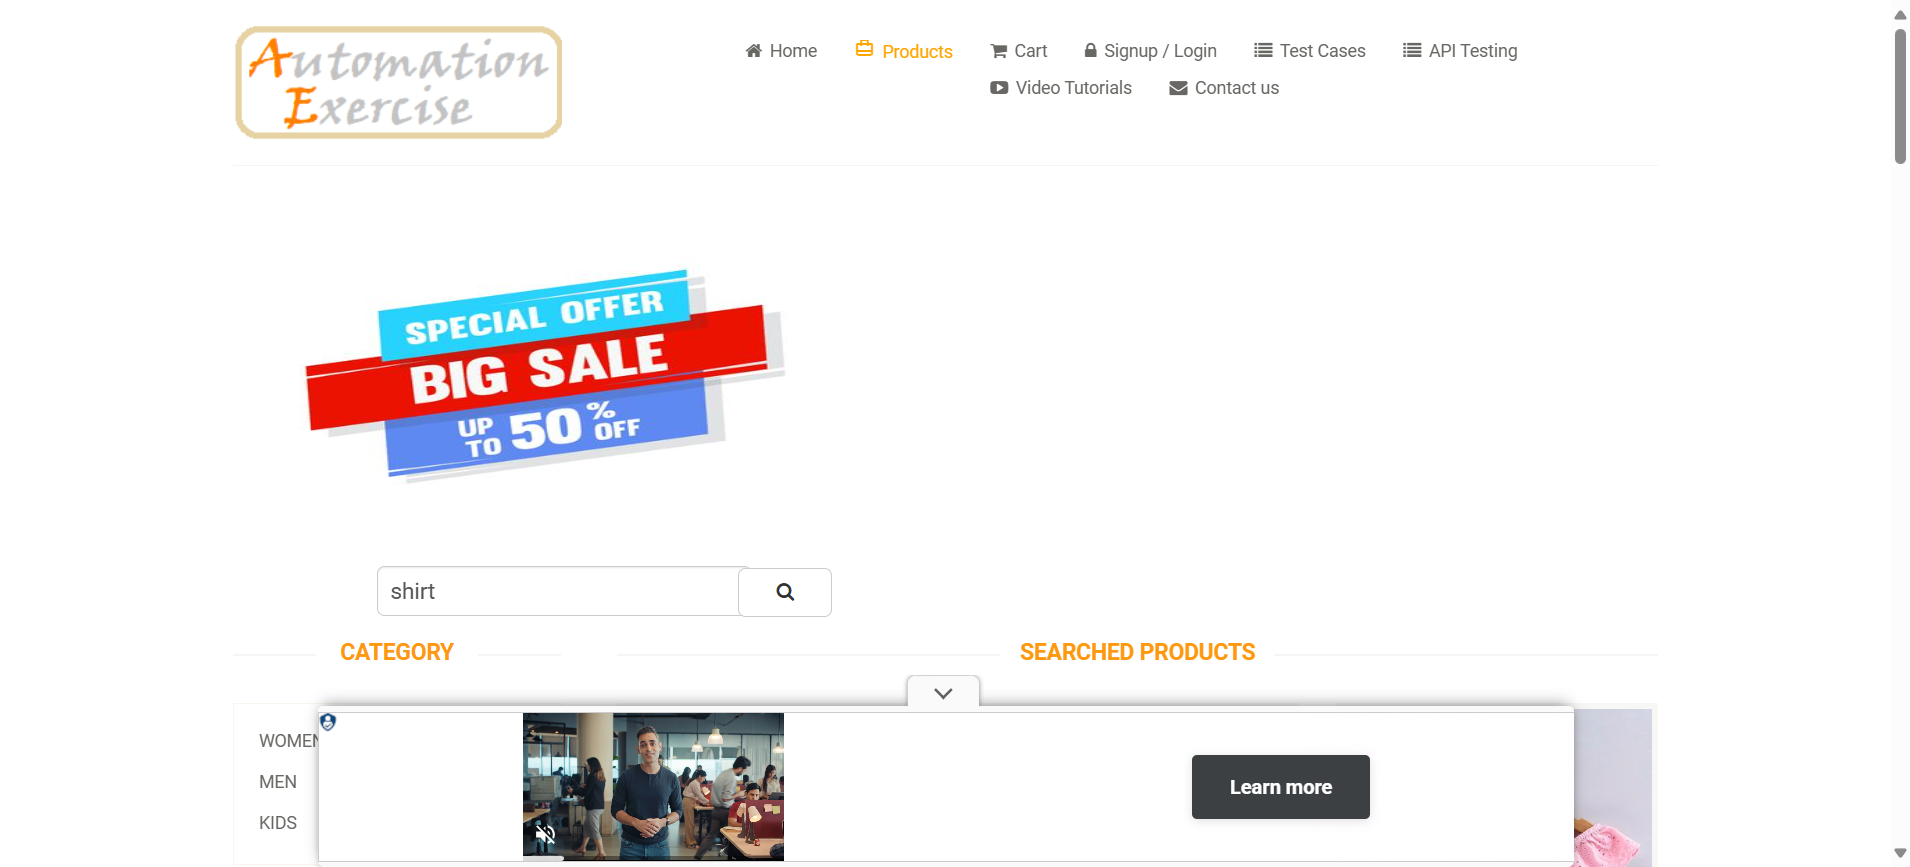 Automation
Exercise
Home
Products
Cart
Signup / Login
Test Cases
API Testing
Video Tutorials
Contact us
SPECIAL OFFER
BIG SALE
UP TO 50% OFF
shirt
CATEGORY
SEARCHED PRODUCTS
WOMEN
MEN
KIDS
Learn more